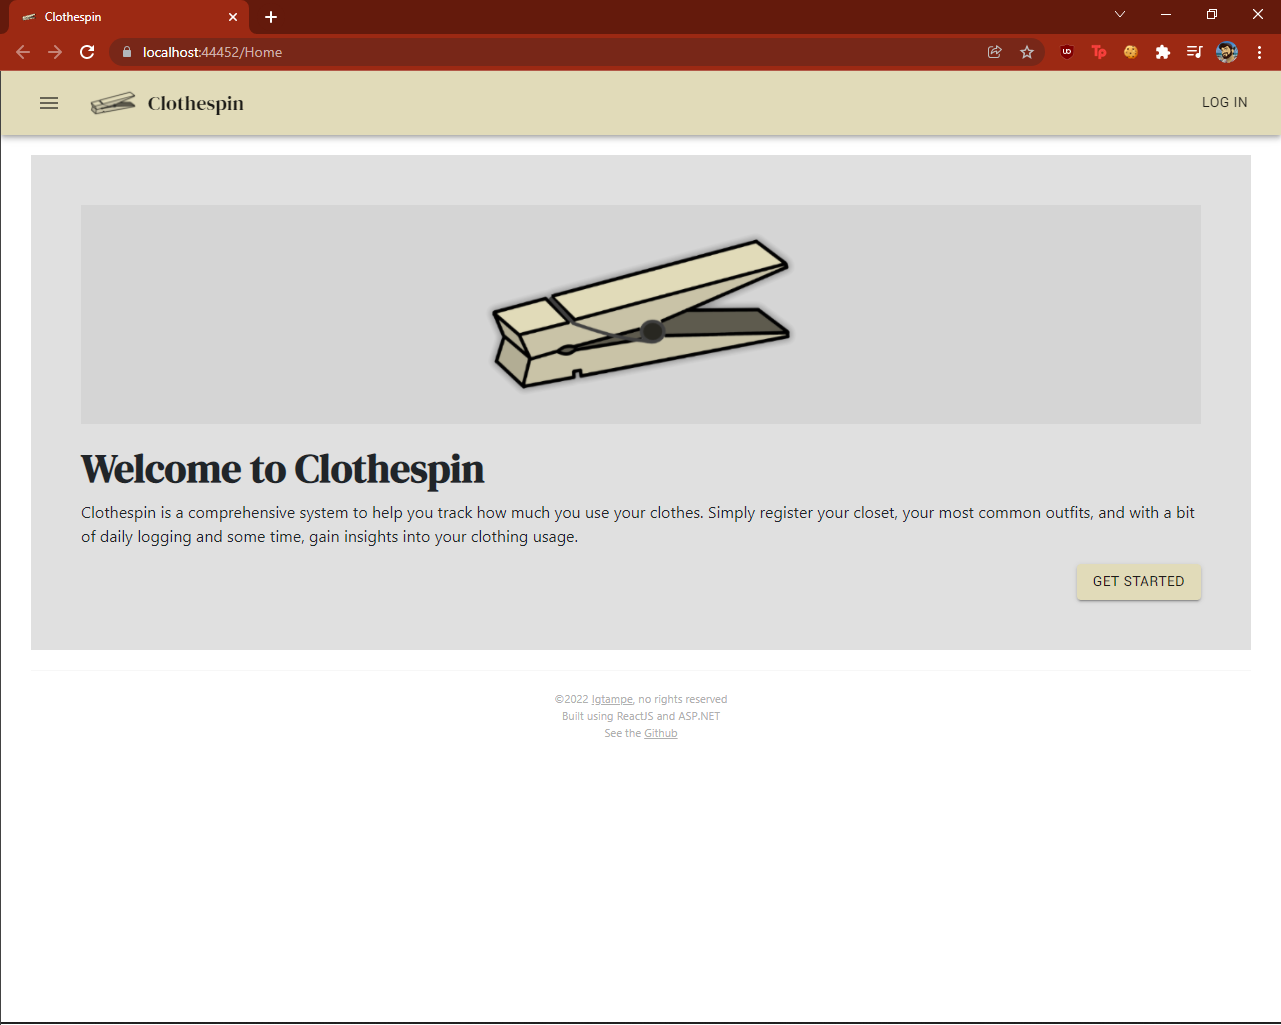 Clothespin
localhost:44452/Home
Clothespin
LOG IN
Welcome to Clothespin
Clothespin is a comprehensive system to help you track how much you use your clothes. Simply register your closet, your most common outfits, and with a bit
of daily logging and some time, gain insights into your clothing usage.
GET STARTED
©2022 Igtampe, no rights reserved
Built using ReactJS and ASP.NET
See the Github